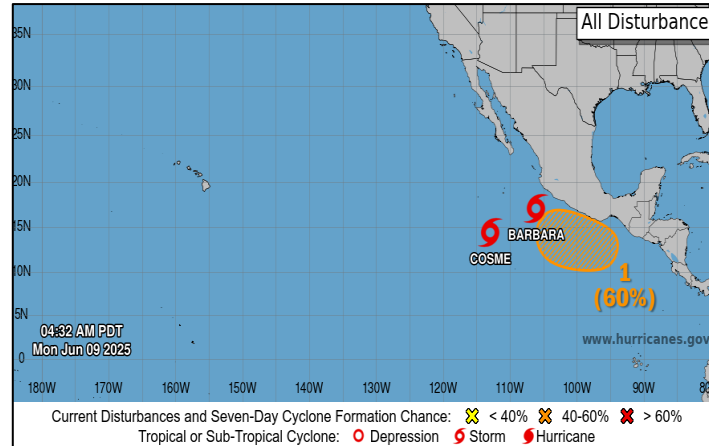 All Disturbance
35N
30N
25N
20N
15N
10N
5N
0
BARBARA
COSME
1
(60%)
04:32 AM PDT
Mon Jun 09 2025
www.hurricanes.gov
180W 170W 160W 150W 140W 130W 120W 110W 100W 90W 80
Current Disturbances and Seven-Day Cyclone Formation Chance: < 40% 40-60% > 60%
Tropical or Sub-Tropical Cyclone: Depression Storm Hurricane